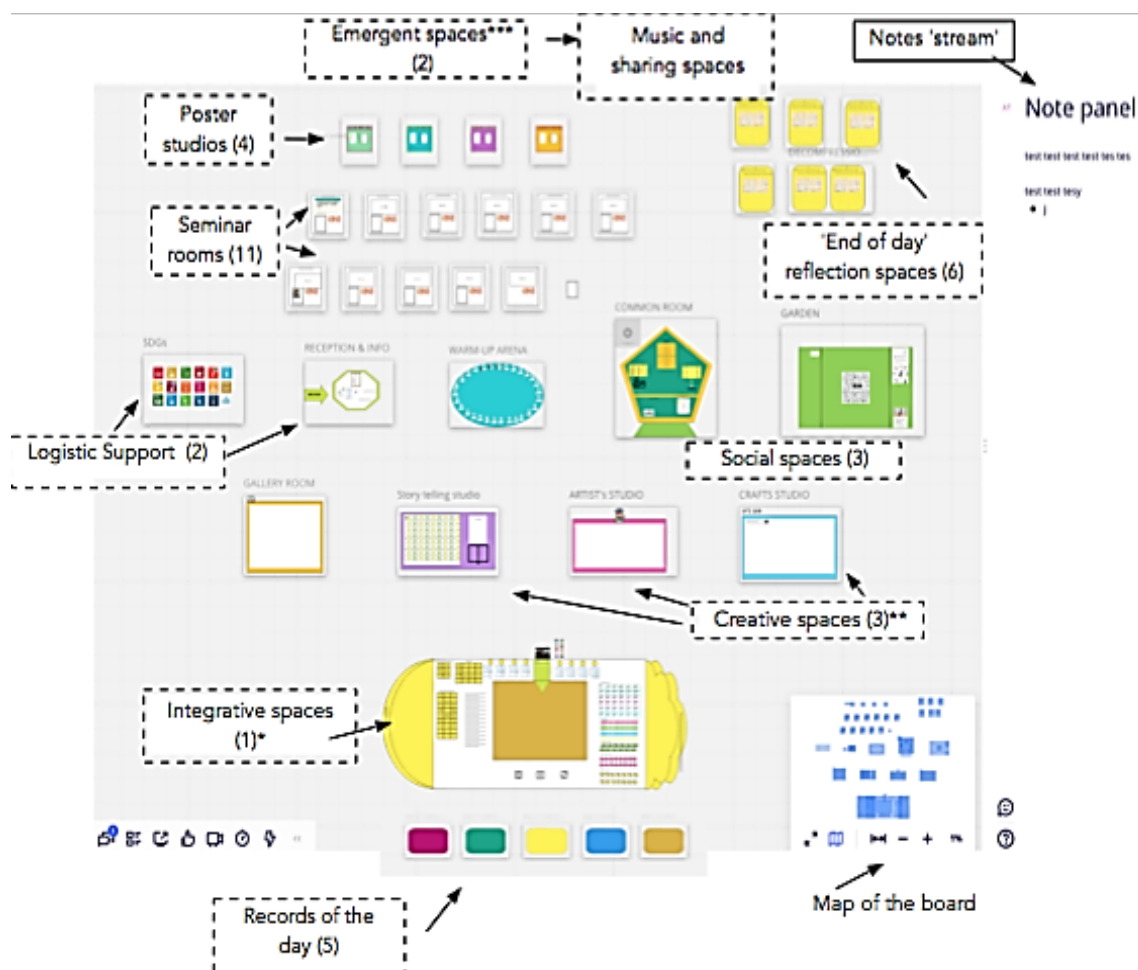 Emergent spaces***
(2)
Music and
sharing spaces
Notes 'stream'
Note panel
Poster
studios (4)
test test test test tes tes
test test tesy
Seminar
rooms (11)
'End of day'
reflection spaces (6)
COMMON ROOM
GARDEN
SDGs
RECEPTION & INFO
WARM-UP ARENA
Logistic Support (2)
Social spaces (3)
GALLERY ROOM
Story telling studio
ARTIST's STUDIO
CRAFTS STUDIO
Creative spaces (3)**
Integrative spaces
(1)*
Map of the board
Records of the
day (5)